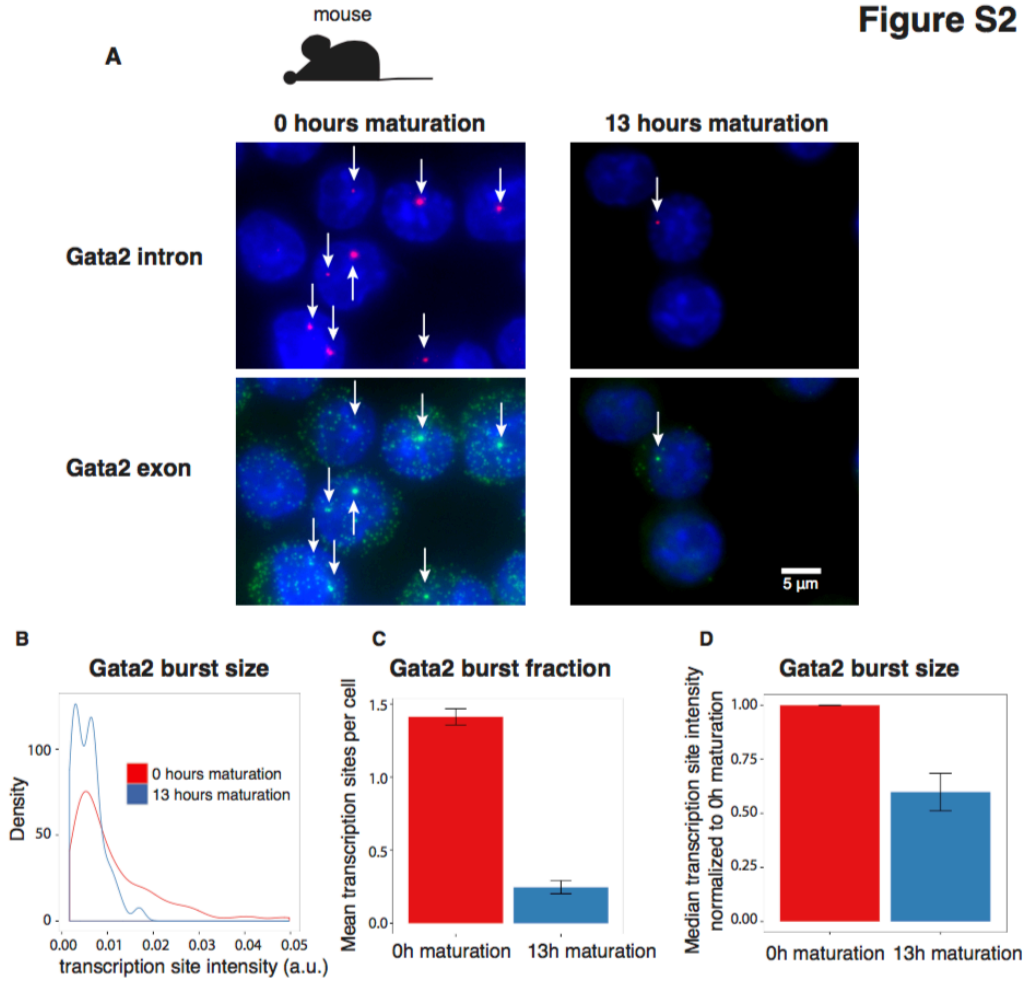 Figure S2
mouse
A
0 hours maturation
13 hours maturation
Gata2 intron
Gata2 exon
5 µm
B
Gata2 burst size
Density
100
50
0
0 hours maturation
13 hours maturation
0.00 0.01 0.02 0.03 0.04 0.05
transcription site intensity (a.u.)
C
Gata2 burst fraction
Mean transcription sites per cell
1.5
1.0
0.5
0.0
0h maturation 13h maturation
D
Gata2 burst size
Median transcription site intensity
normalized to 0h maturation
1.00
0.75
0.50
0.25
0.00
0h maturation 13h maturation